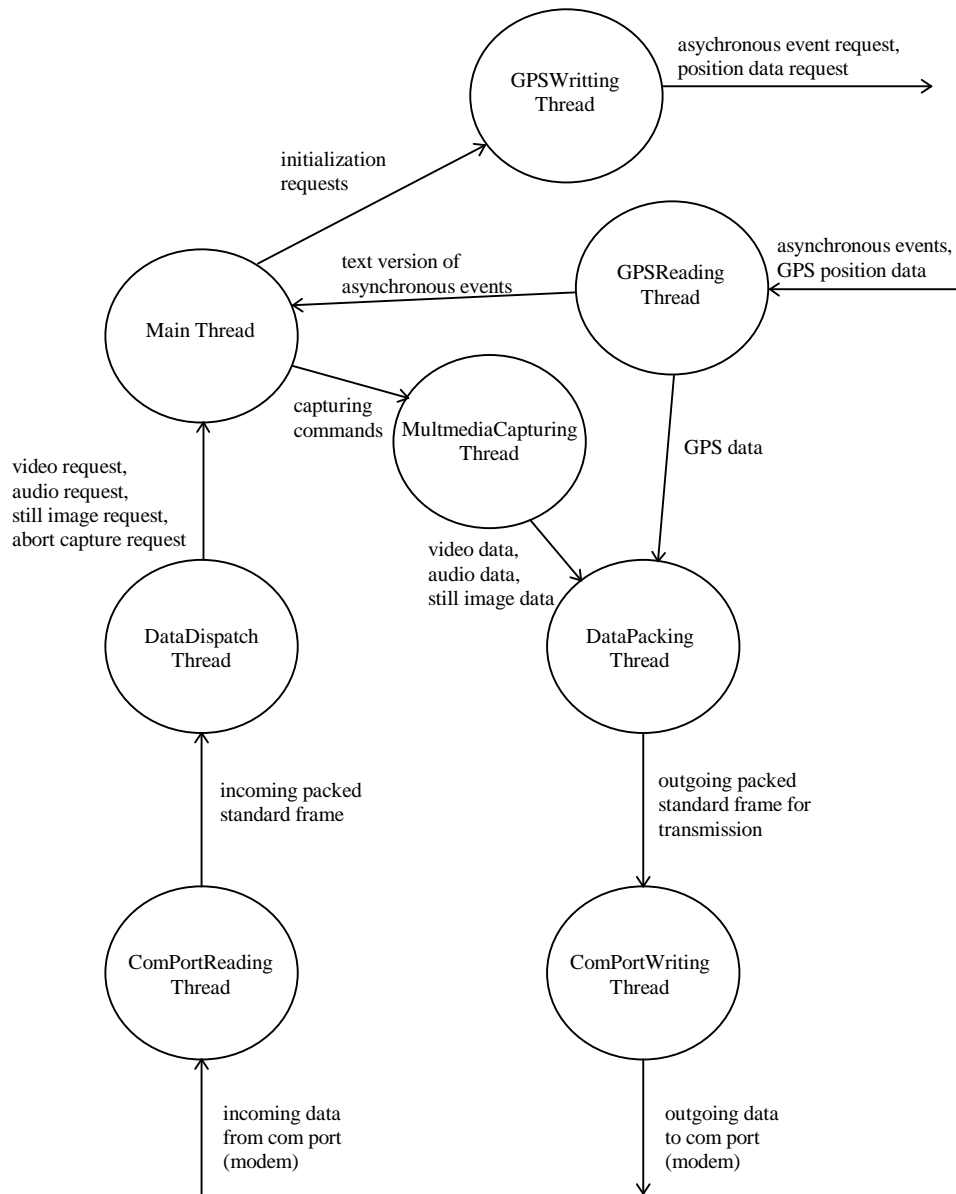 asychronous event request,
position data request
GPSWritting
Thread
initialization
requests
asynchronous events,
GPS position data
GPSReading
Thread
text version of
asynchronous events
Main Thread
capturing
commands
MultmediaCapturing
Thread
GPS data
video request,
audio request,
still image request,
abort capture request
video data,
audio data,
still image data
DataDispatch
Thread
DataPacking
Thread
incoming packed
standard frame
outgoing packed
standard frame for
transmission
ComPortReading
Thread
ComPortWriting
Thread
incoming data
from com port
(modem)
outgoing data
to com port
(modem)